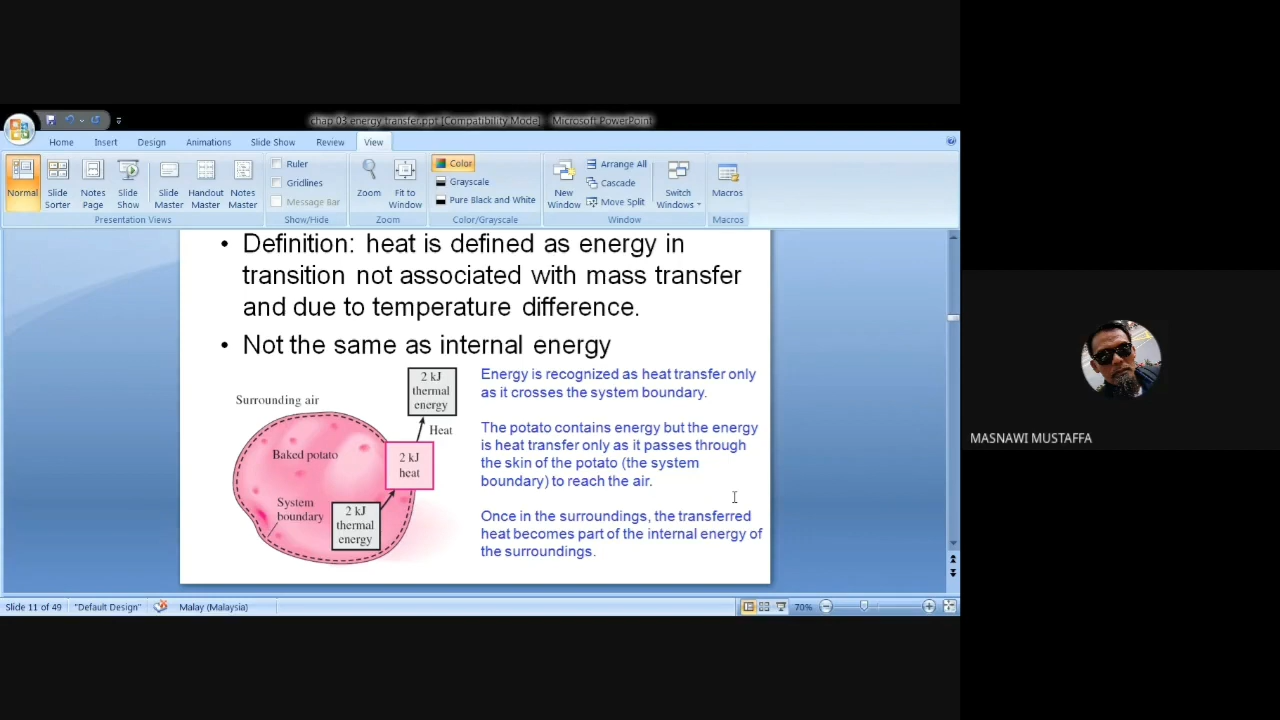 chap 03 energy transfer.ppt [Compatibility Mode] - Microsoft PowerPoint
Home Insert Design Animations Slide Show Review View
Normal
Slide Sorter
Notes Page
Slide Show
Slide Master
Handout Master
Notes Master
Presentation Views
Ruler
Gridlines
Message Bar
Show/Hide
Zoom
Fit to Window
Zoom
Color
Grayscale
Pure Black and White
Color/Grayscale
New Window
Arrange All
Cascade
Move Split
Switch Windows
Window
Macros
Macros
• Definition: heat is defined as energy in
transition not associated with mass transfer
and due to temperature difference.
• Not the same as internal energy
Surrounding air
2 kJ
thermal
energy
Heat
Baked potato
2 kJ
heat
System
boundary
2 kJ
thermal
energy
Energy is recognized as heat transfer only
as it crosses the system boundary.
The potato contains energy but the energy
is heat transfer only as it passes through
the skin of the potato (the system
boundary) to reach the air.
Once in the surroundings, the transferred
heat becomes part of the internal energy of
the surroundings.
Slide 11 of 49 "Default Design" Malay (Malaysia) 70%
MASNAWI MUSTAFFA